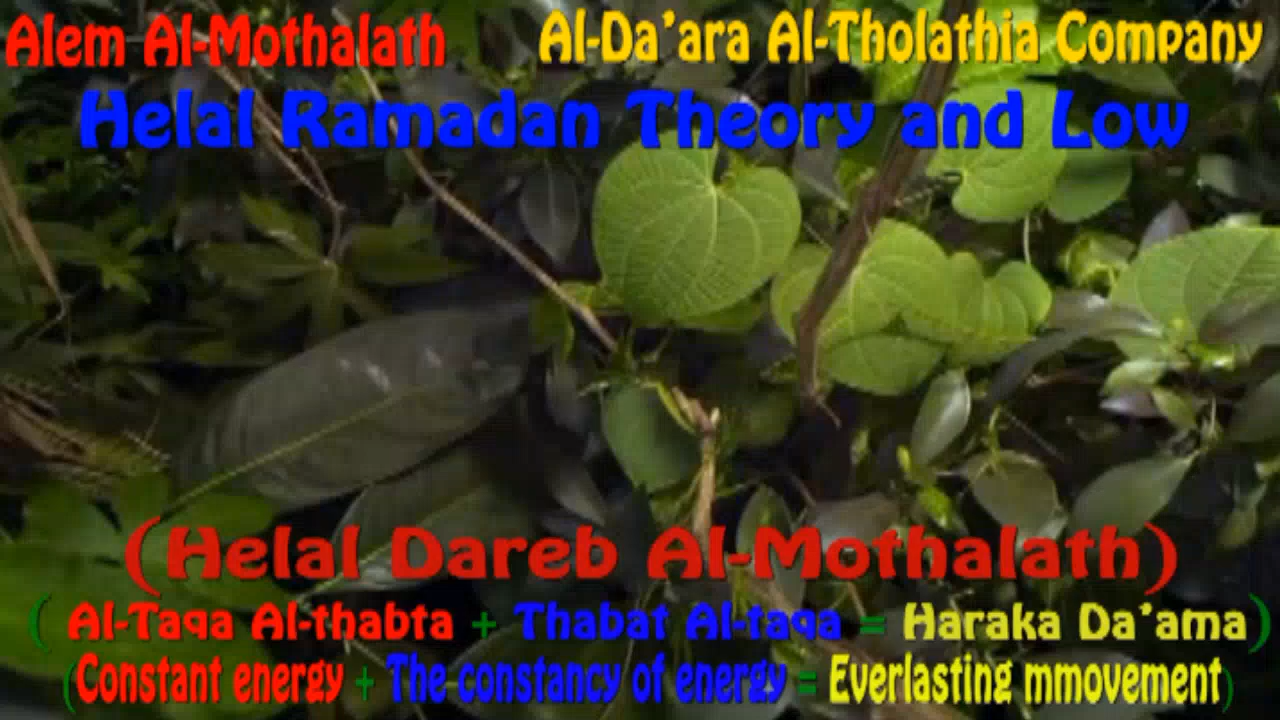 Alem Al-Mothalath Al-Da'ara Al-Tholathia Company
Helal Ramadan Theory and Low
(Helal Dareb Al-Mothalath)
( Al-Taqa Al-thabta + Thabat Al-taqa = Haraka Da'ama)
(Constant energy + The constancy of energy = Everlasting mmovement)